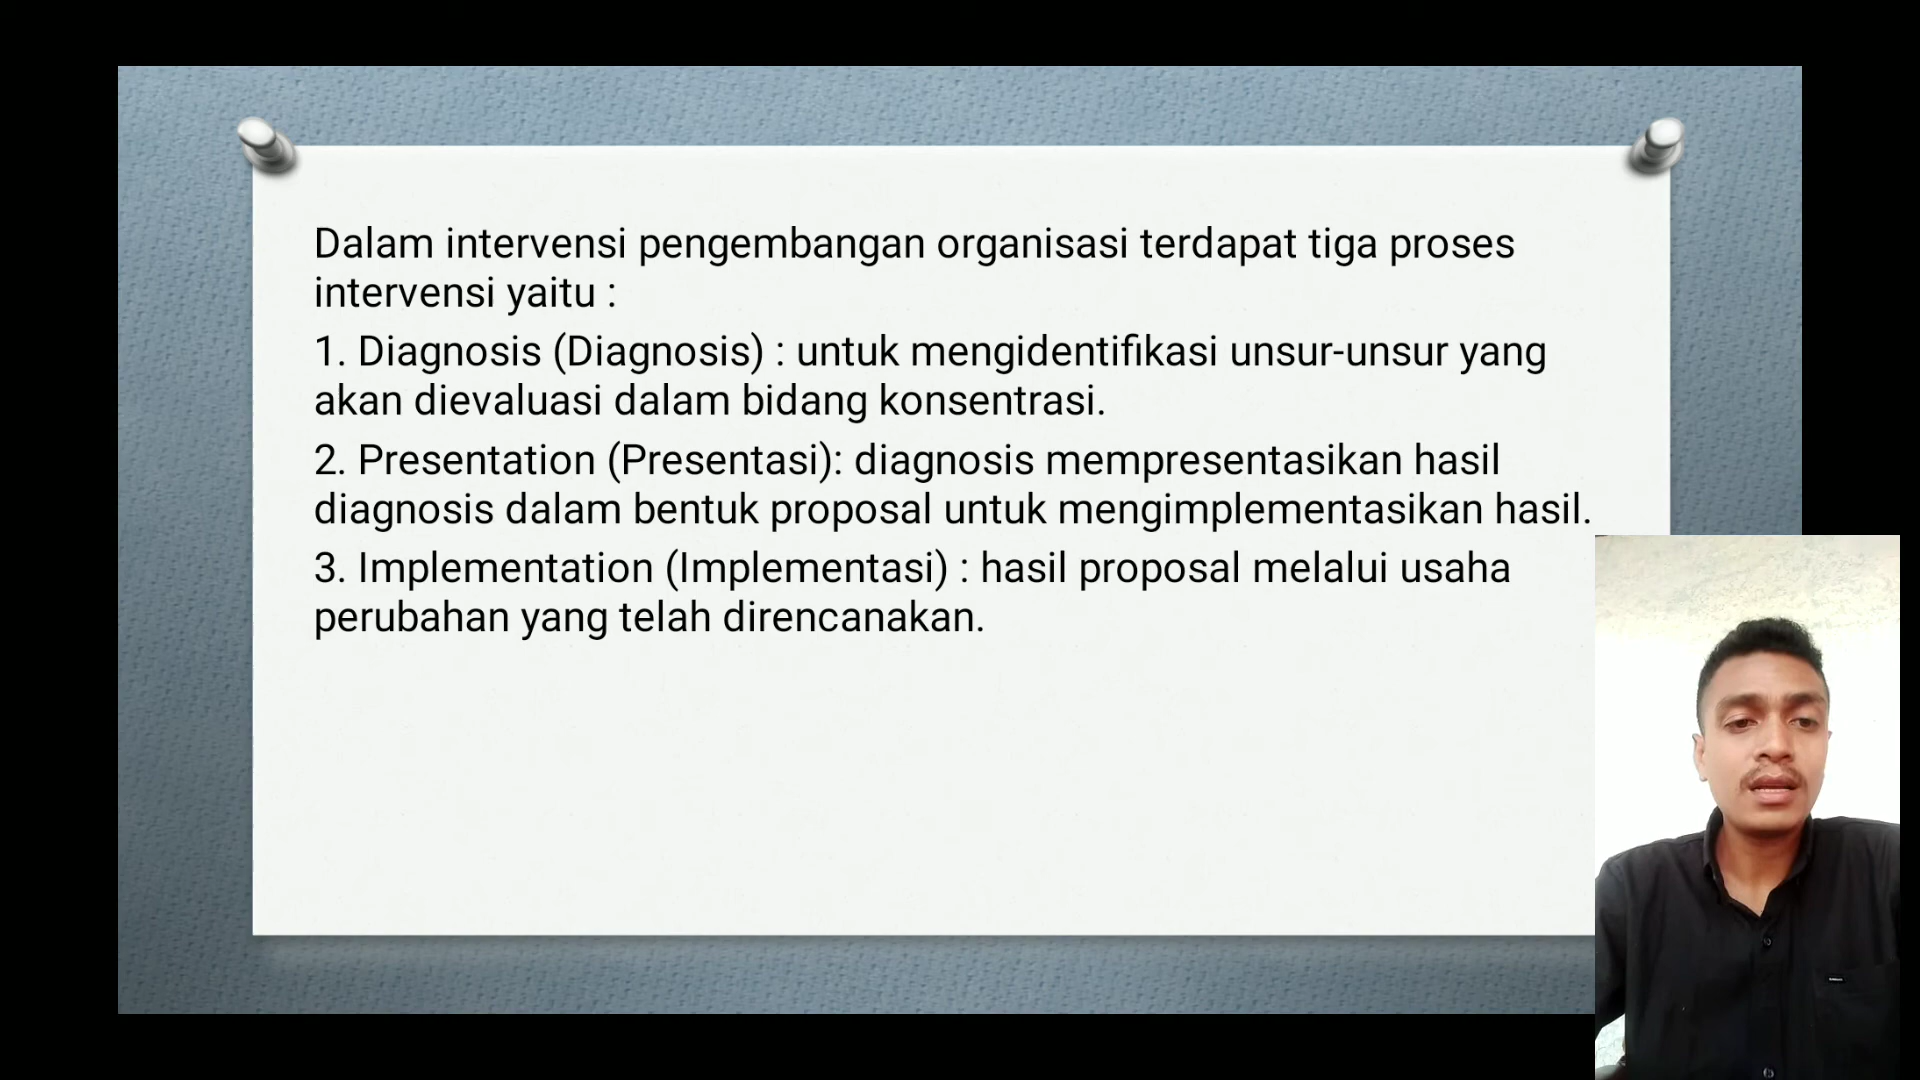 Dalam intervensi pengembangan organisasi terdapat tiga proses
intervensi yaitu :
1. Diagnosis (Diagnosis) : untuk mengidentifikasi unsur-unsur yang
akan dievaluasi dalam bidang konsentrasi.
2. Presentation (Presentasi): diagnosis mempresentasikan hasil
diagnosis dalam bentuk proposal untuk mengimplementasikan hasil.
3. Implementation (Implementasi) : hasil proposal melalui usaha
perubahan yang telah direncanakan.